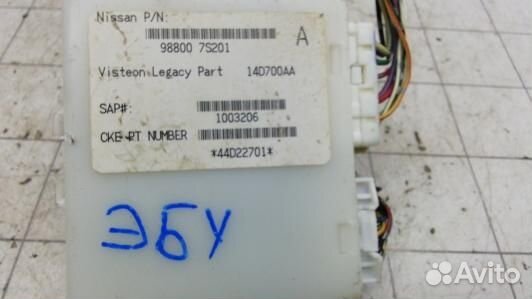 Nissan P/N:
A
98800 7S201
Visteon Legacy Part 14D700AA
SAP#:
1003206
CKE PT NUMBER
*44D22701*
ЭБУ
Avito